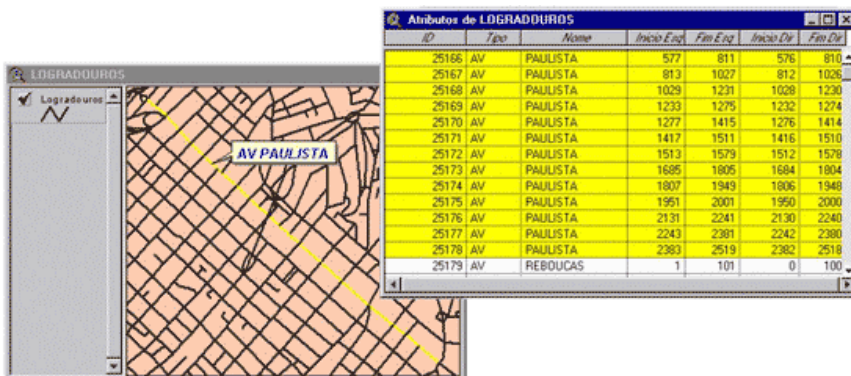 Atributos de LOGRADOUROS
ID Tipo Nome Inicio Esq Fim Esq Inicio Dir Fim Dir
25166 AV PAULISTA 577 811 576 810
25167 AV PAULISTA 813 1027 812 1026
25168 AV PAULISTA 1029 1231 1028 1230
25169 AV PAULISTA 1233 1275 1232 1274
25170 AV PAULISTA 1277 1415 1276 1414
25171 AV PAULISTA 1417 1511 1416 1510
25172 AV PAULISTA 1513 1579 1512 1578
25173 AV PAULISTA 1685 1805 1684 1804
25174 AV PAULISTA 1807 1949 1806 1948
25175 AV PAULISTA 1951 2001 1950 2000
25176 AV PAULISTA 2131 2241 2130 2240
25177 AV PAULISTA 2243 2381 2242 2380
25178 AV PAULISTA 2383 2519 2382 2518
25179 AV REBOUCAS 1 101 0 100
LOGRADOUROS
Logradouros
AV PAULISTA